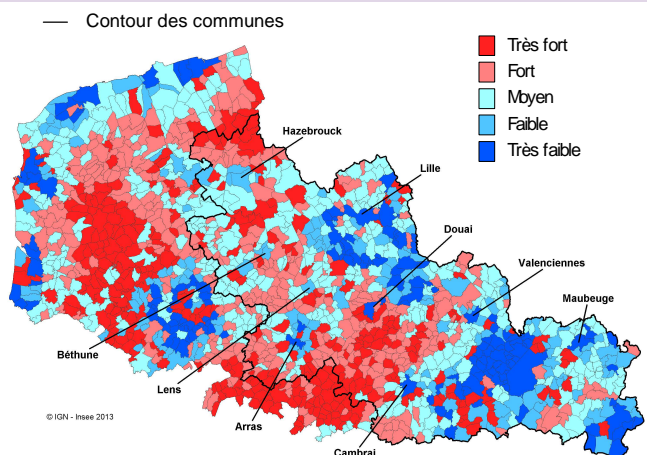 Contour des communes
Très fort
Fort
Moyen
Faible
Très faible
Hazebrouck
Lille
Douai
Valenciennes
Maubeuge
Béthune
Lens
Arras
Cambrai
© IGN - Insee 2013